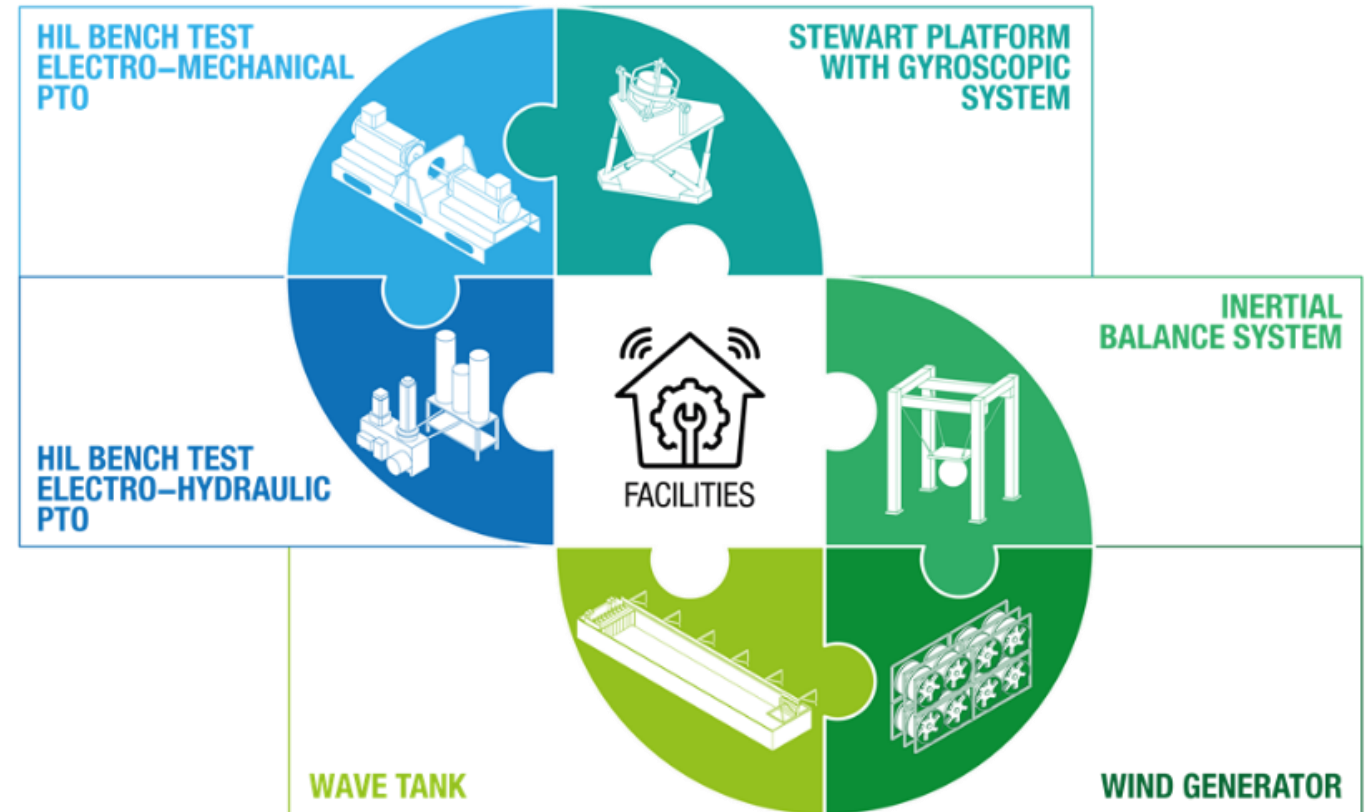 HIL BENCH TEST
ELECTRO–MECHANICAL
PTO
STEWART PLATFORM
WITH GYROSCOPIC
SYSTEM
INERTIAL
BALANCE SYSTEM
HIL BENCH TEST
ELECTRO–HYDRAULIC
PTO
FACILITIES
WAVE TANK
WIND GENERATOR